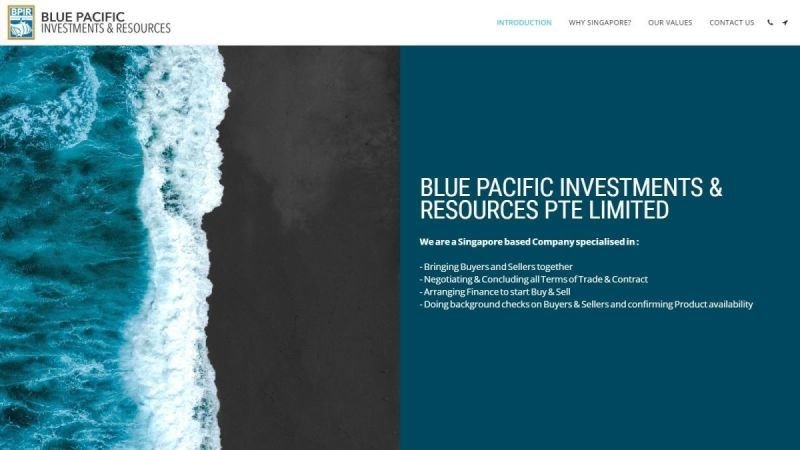 BPIR
BLUE PACIFIC
INVESTMENTS & RESOURCES
INTRODUCTION
WHY SINGAPORE?
OUR VALUES
CONTACT US
BLUE PACIFIC INVESTMENTS &
RESOURCES PTE LIMITED
We are a Singapore based Company specialised in :
- Bringing Buyers and Sellers together
- Negotiating & Concluding all Terms of Trade & Contract
- Arranging Finance to start Buy & Sell
- Doing background checks on Buyers & Sellers and confirming Product availability